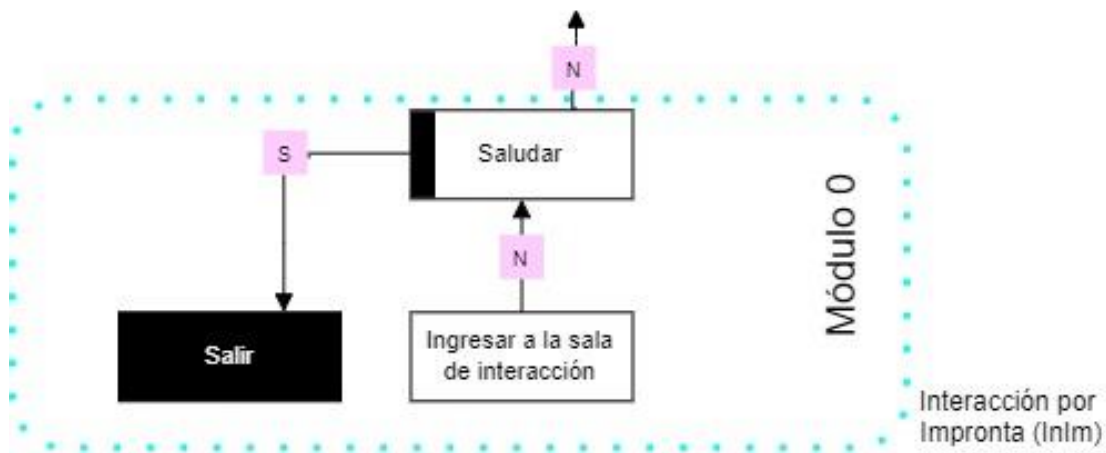 N
S
Saludar
N
Módulo 0
Salir
Ingresar a la sala
de interacción
Interacción por
Impronta (InIm)